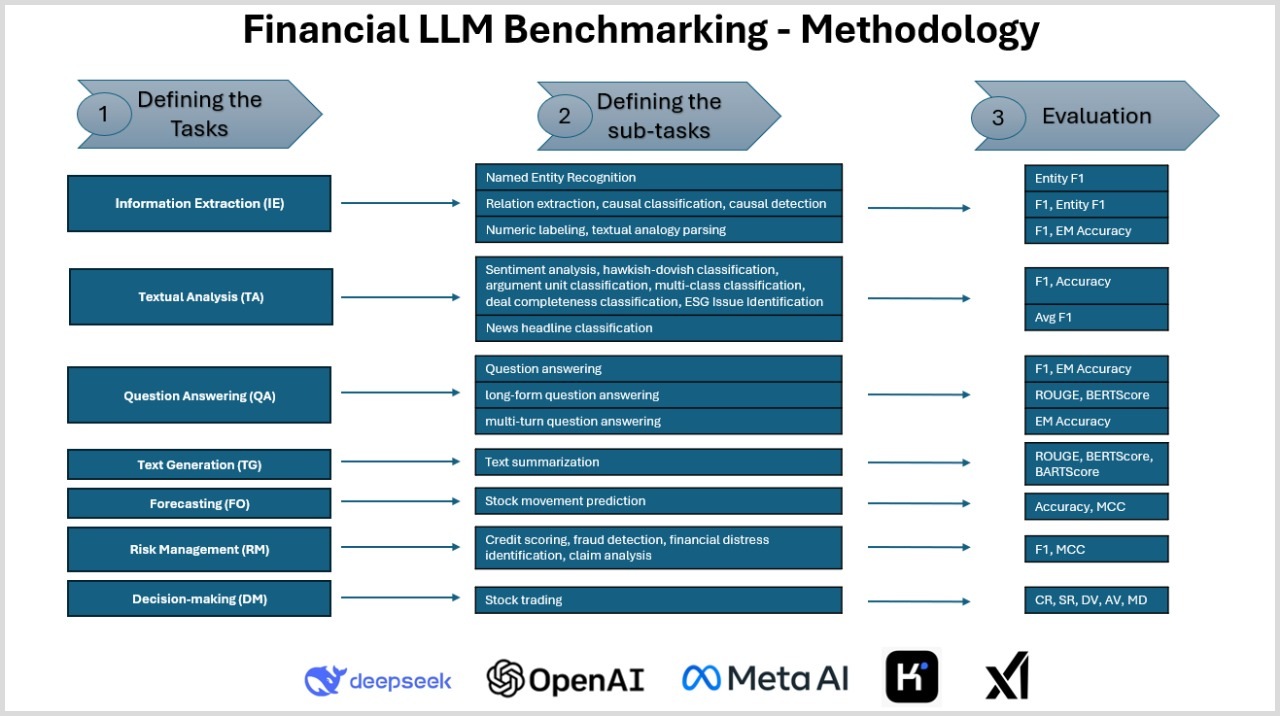 Financial LLM Benchmarking - Methodology
1
Defining the
Tasks
2
Defining the
sub-tasks
3
Evaluation
Information Extraction (IE)
Named Entity Recognition
Relation extraction, causal classification, causal detection
Numeric labeling, textual analogy parsing
Entity F1
F1, Entity F1
F1, EM Accuracy
Textual Analysis (TA)
Sentiment analysis, hawkish-dovish classification,
argument unit classification, multi-class classification,
deal completeness classification, ESG Issue Identification
News headline classification
F1, Accuracy
Avg F1
Question Answering (QA)
Question answering
long-form question answering
multi-turn question answering
F1, EM Accuracy
ROUGE, BERTScore
EM Accuracy
Text Generation (TG)
Text summarization
ROUGE, BERTScore,
BARTScore
Forecasting (FO)
Stock movement prediction
Accuracy, MCC
Risk Management (RM)
Credit scoring, fraud detection, financial distress
identification, claim analysis
F1, MCC
Decision-making (DM)
Stock trading
CR, SR, DV, AV, MD
deepseek
OpenAI
Meta AI
K
xI